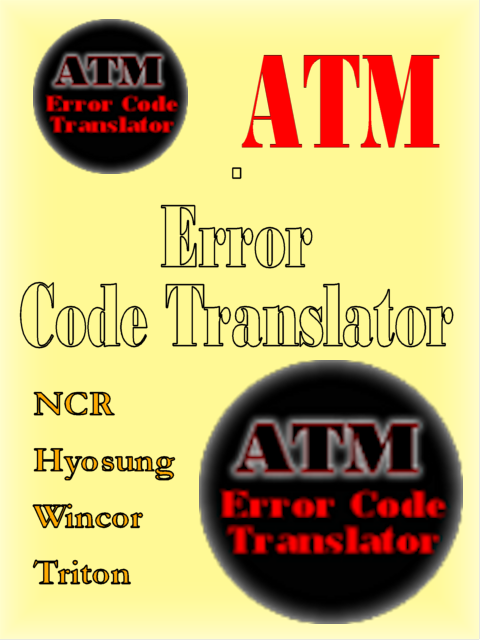 ATM
Error Code
Translator
ATM
Error
Code Translator
NCR
Hyosung
Wincor
Triton
ATM
Error Code
Translator